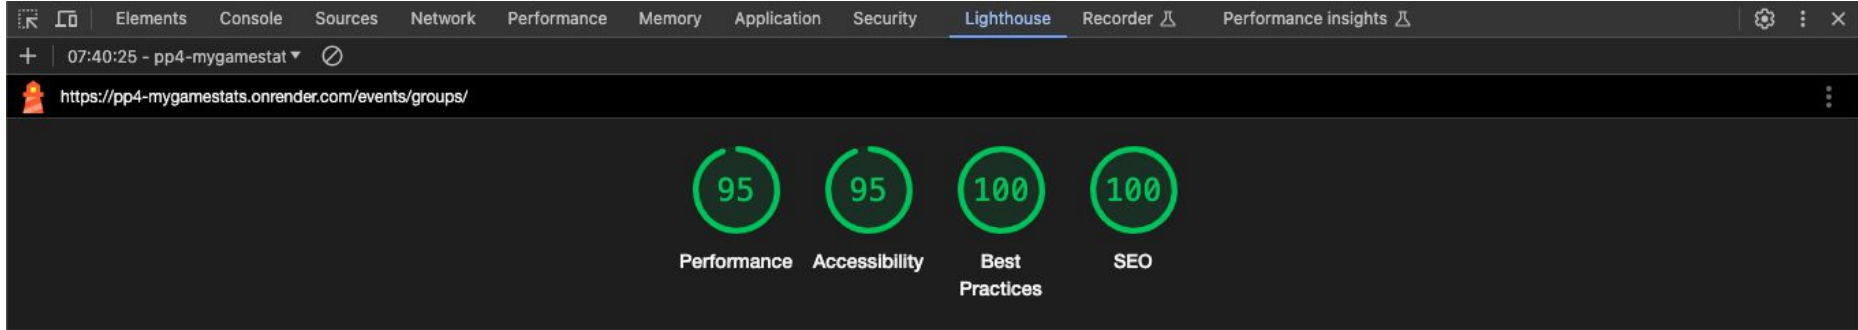 Elements Console Sources Network Performance Memory Application Security Lighthouse Recorder Performance insights
07:40:25 - pp4-mygamestat
https://pp4-mygamestats.onrender.com/events/groups/
95 95 100 100
Performance Accessibility Best Practices SEO